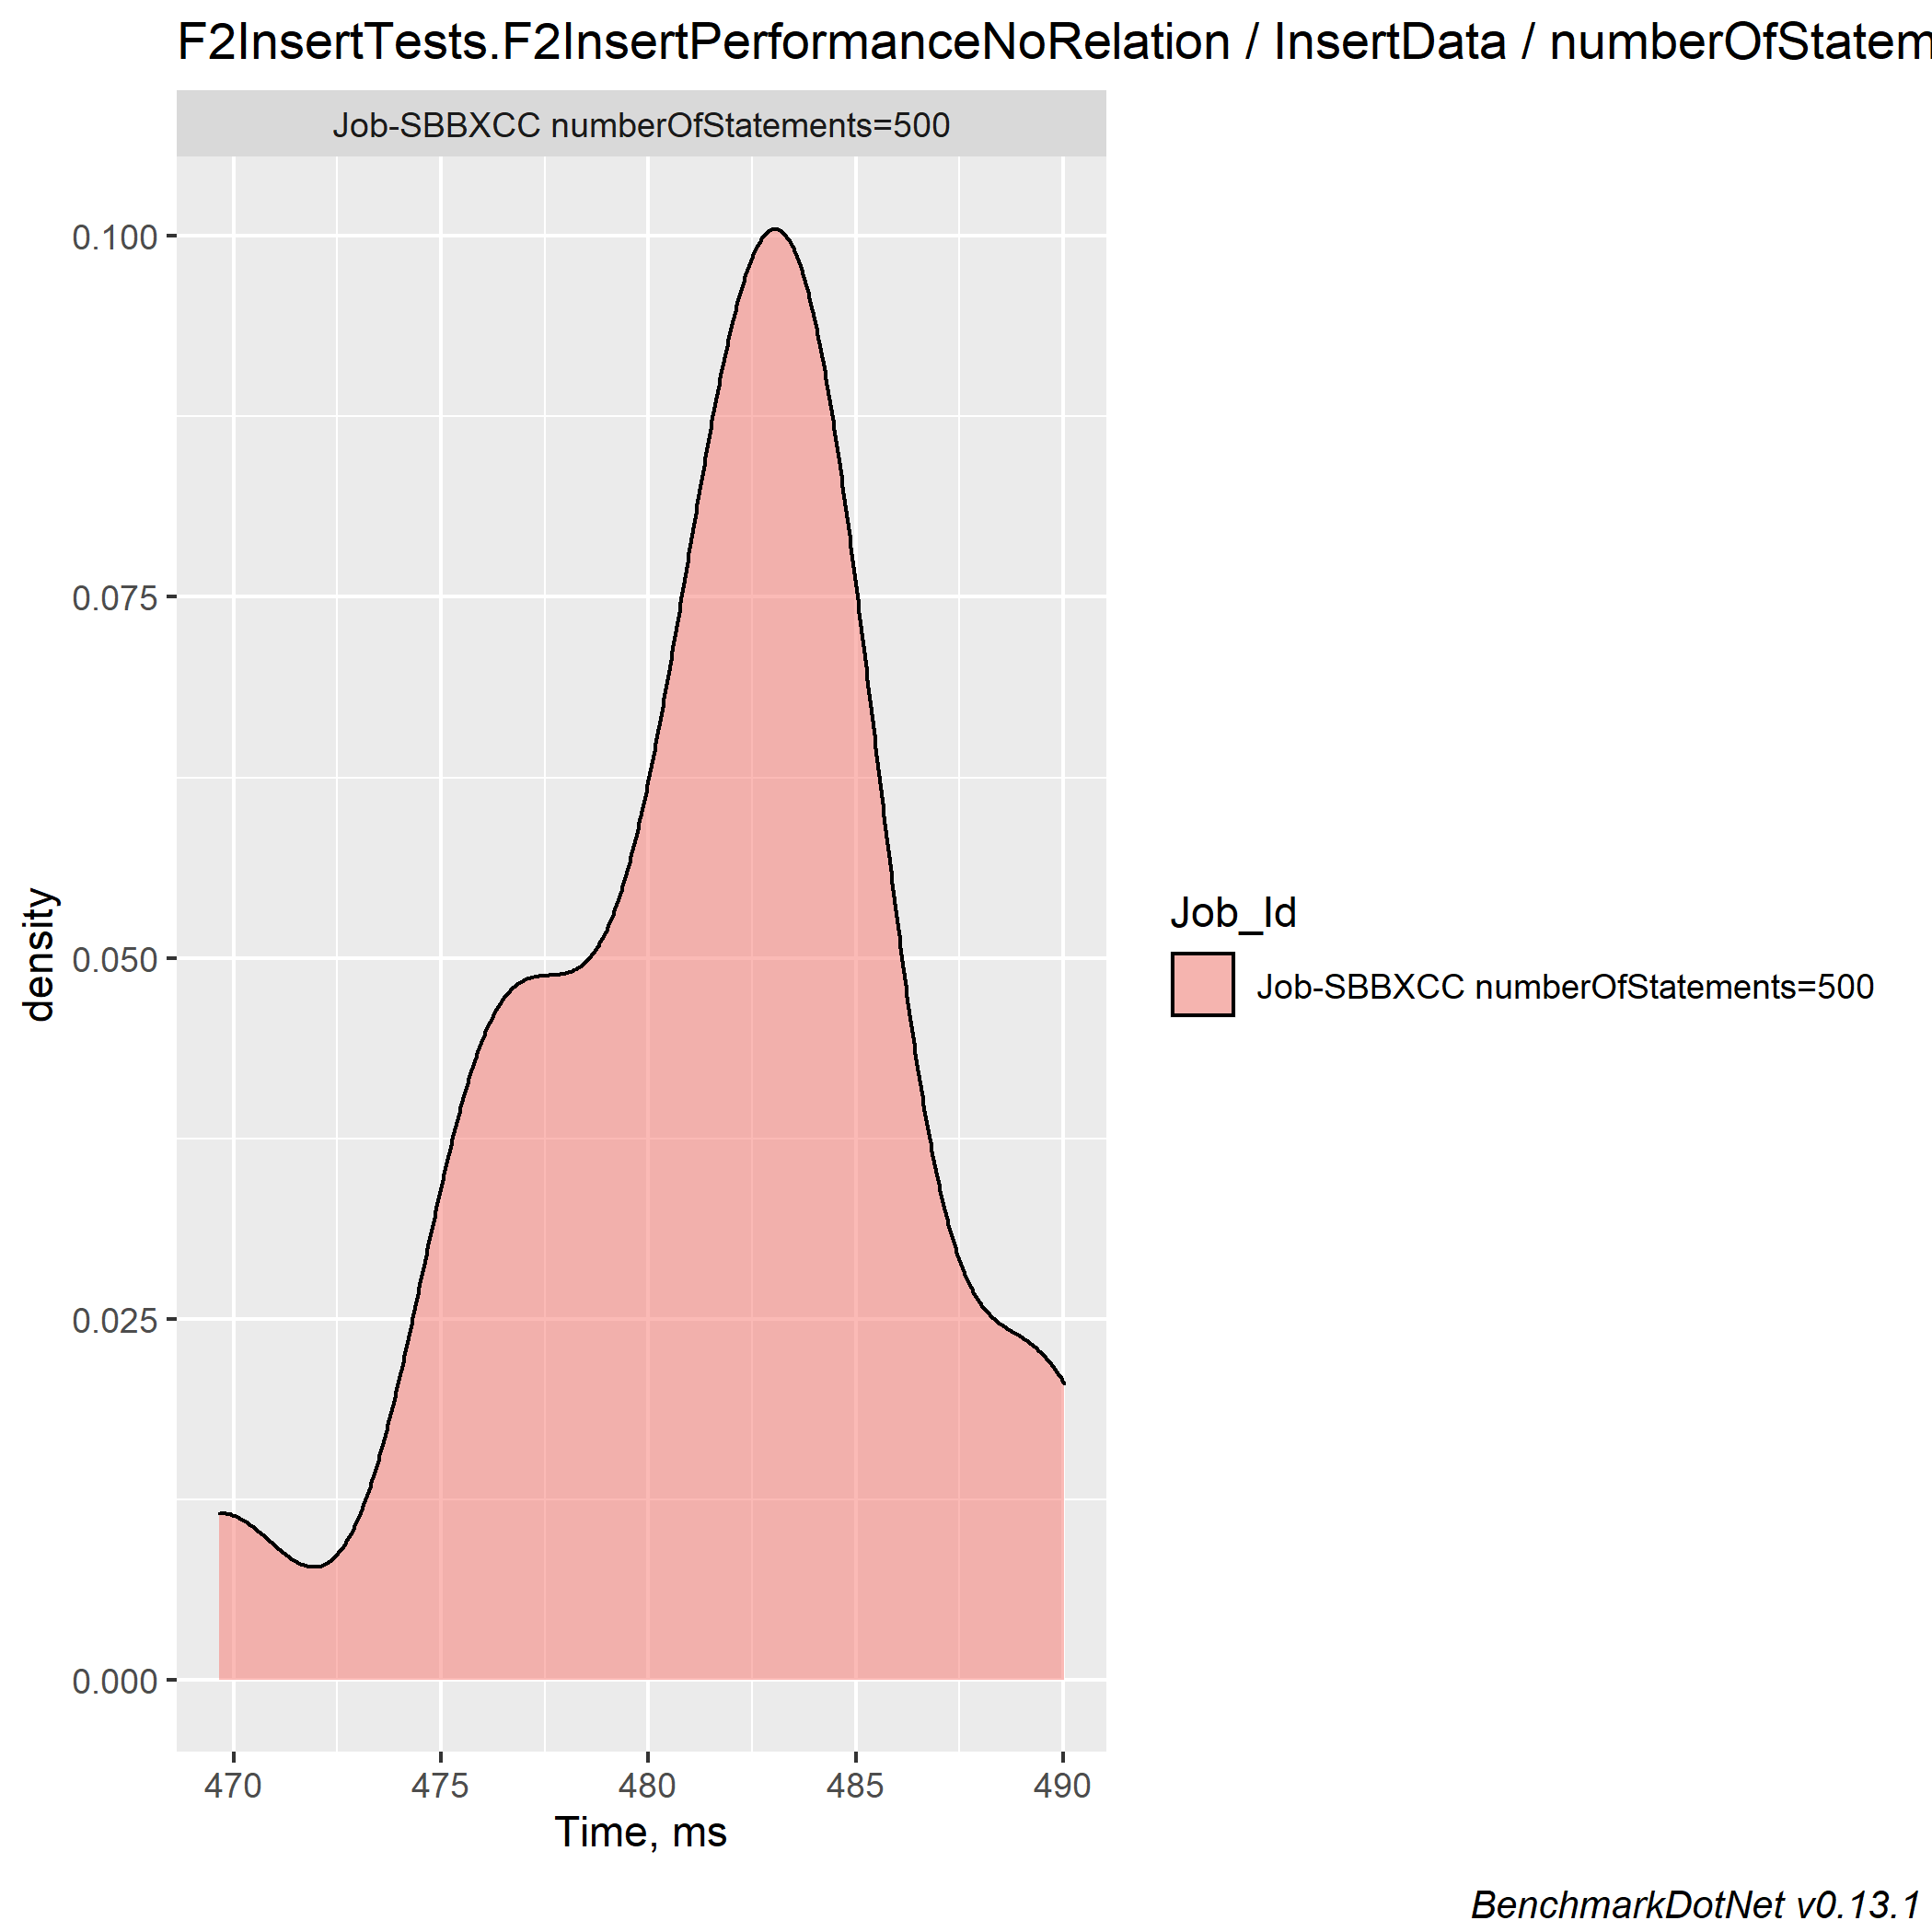 F2InsertTests.F2InsertPerformanceNoRelation / InsertData / numberOfStatem
Job-SBBXCC numberOfStatements=500
0.100
0.075
0.050
0.025
0.000
density
470 475 480 485 490
Time, ms
Job_Id
Job-SBBXCC numberOfStatements=500
BenchmarkDotNet v0.13.1